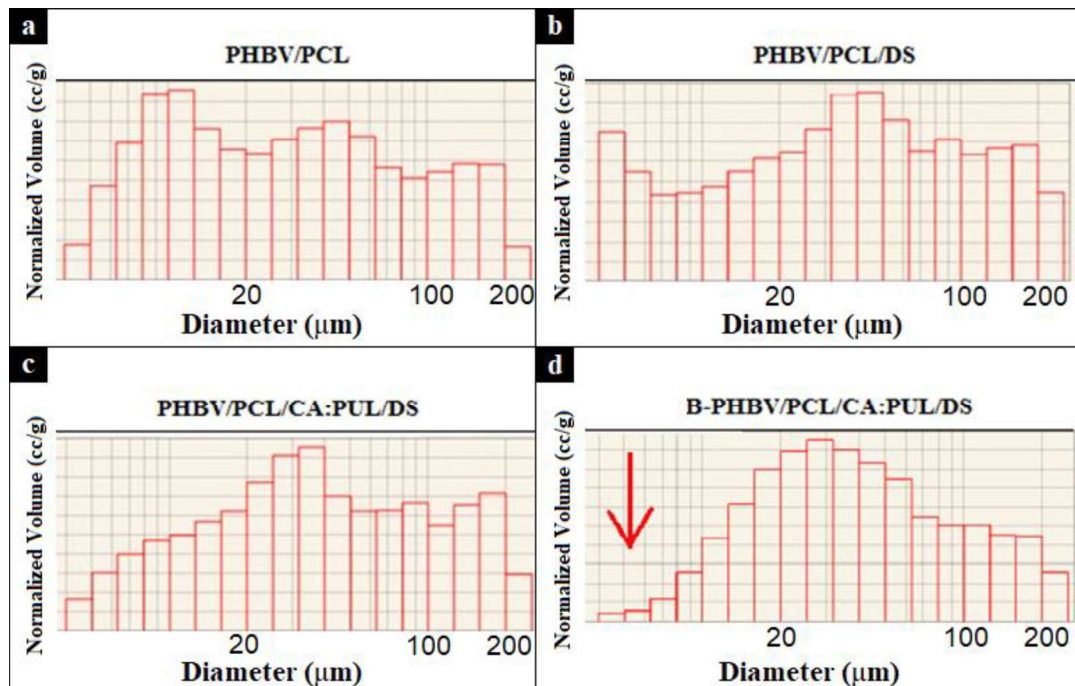 a
PHBV/PCL
Normalized Volume (cc/g)
20 100 200
Diameter (μm)
b
PHBV/PCL/DS
Normalized Volume (cc/g)
20 100 200
Diameter (μm)
c
PHBV/PCL/CA:PUL/DS
Normalized Volume (cc/g)
20 100 200
Diameter (μm)
d
B-PHBV/PCL/CA:PUL/DS
Normalized Volume (cc/g)
20 100 200
Diameter (μm)